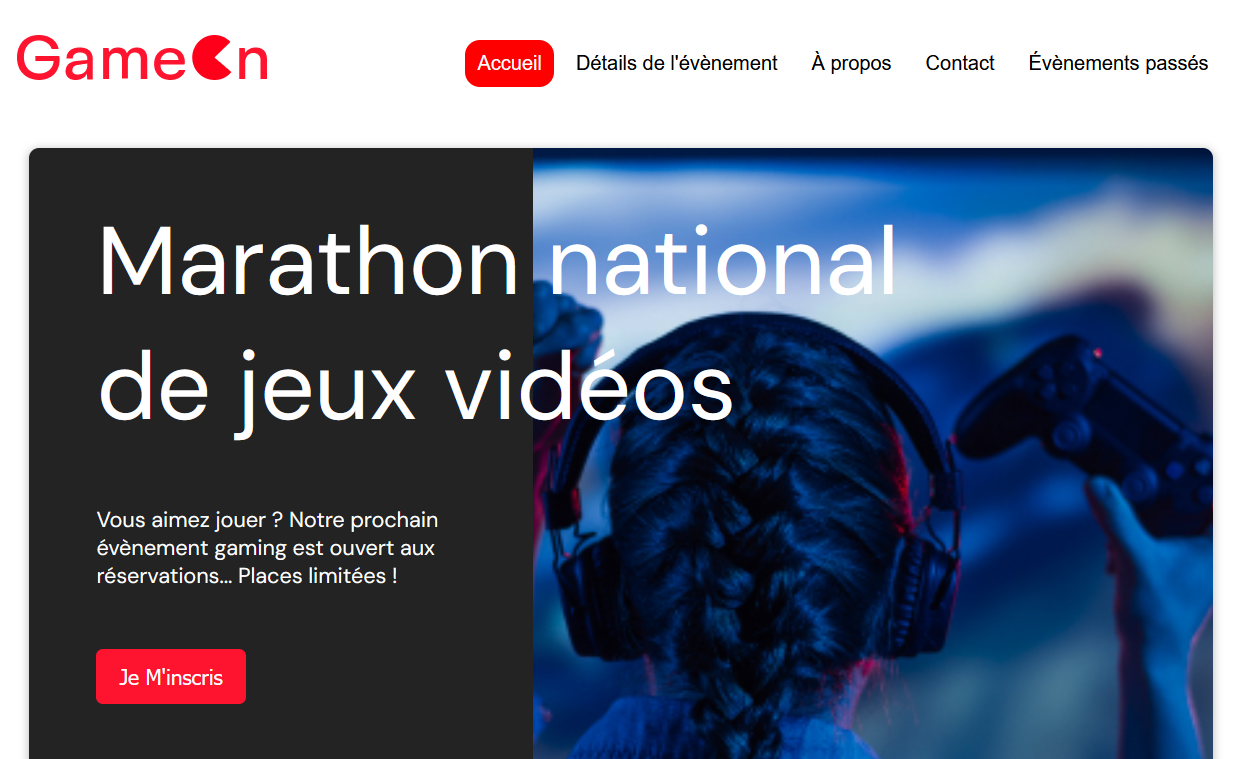 GameOn
Accueil Détails de l'évènement À propos Contact Évènements passés
Marathon national
de jeux vidéos
Vous aimez jouer ? Notre prochain
évènement gaming est ouvert aux
réservations... Places limitées !
Je M'inscris